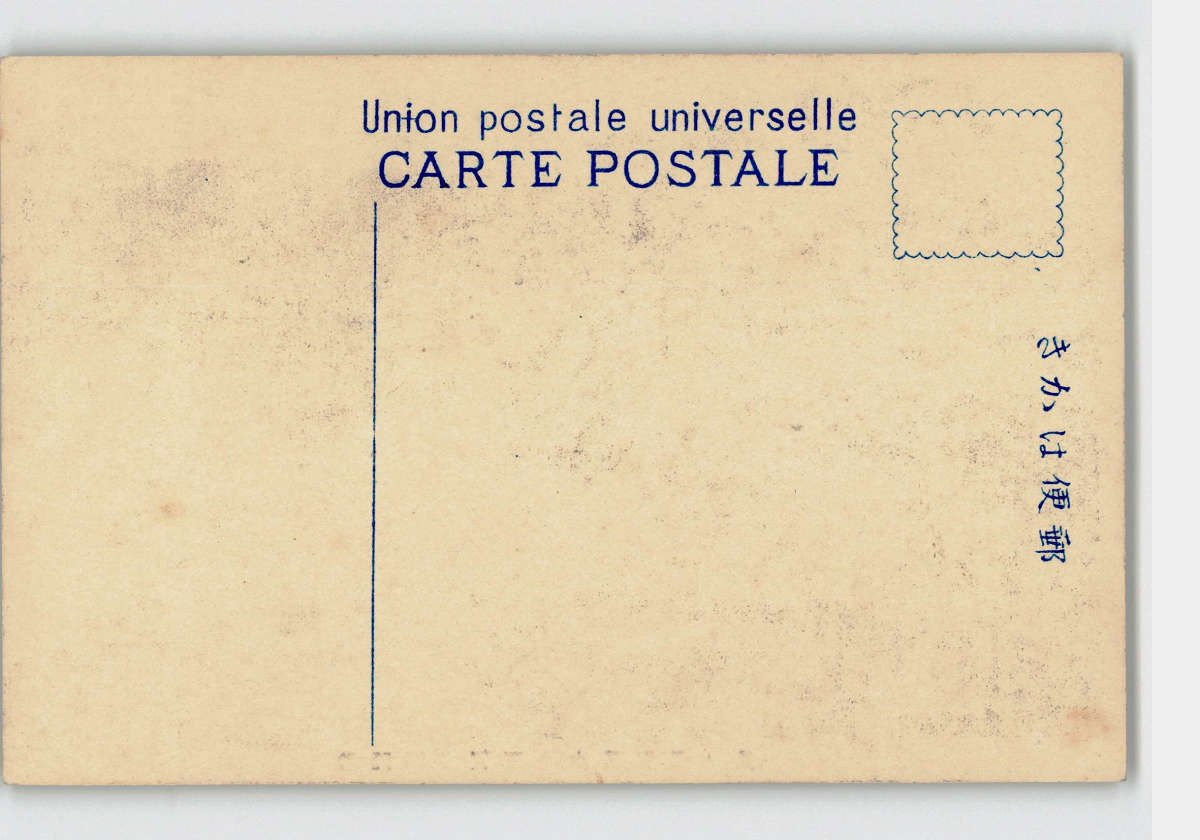 Union postale universelle
CARTE POSTALE
郵便はかき